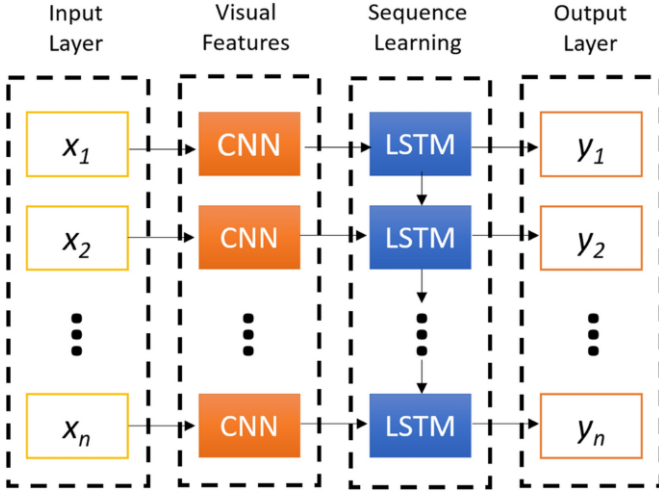 Input
Layer
Visual
Features
Sequence
Learning
Output
Layer
x1 CNN LSTM y1
x2 CNN LSTM y2
xn CNN LSTM yn